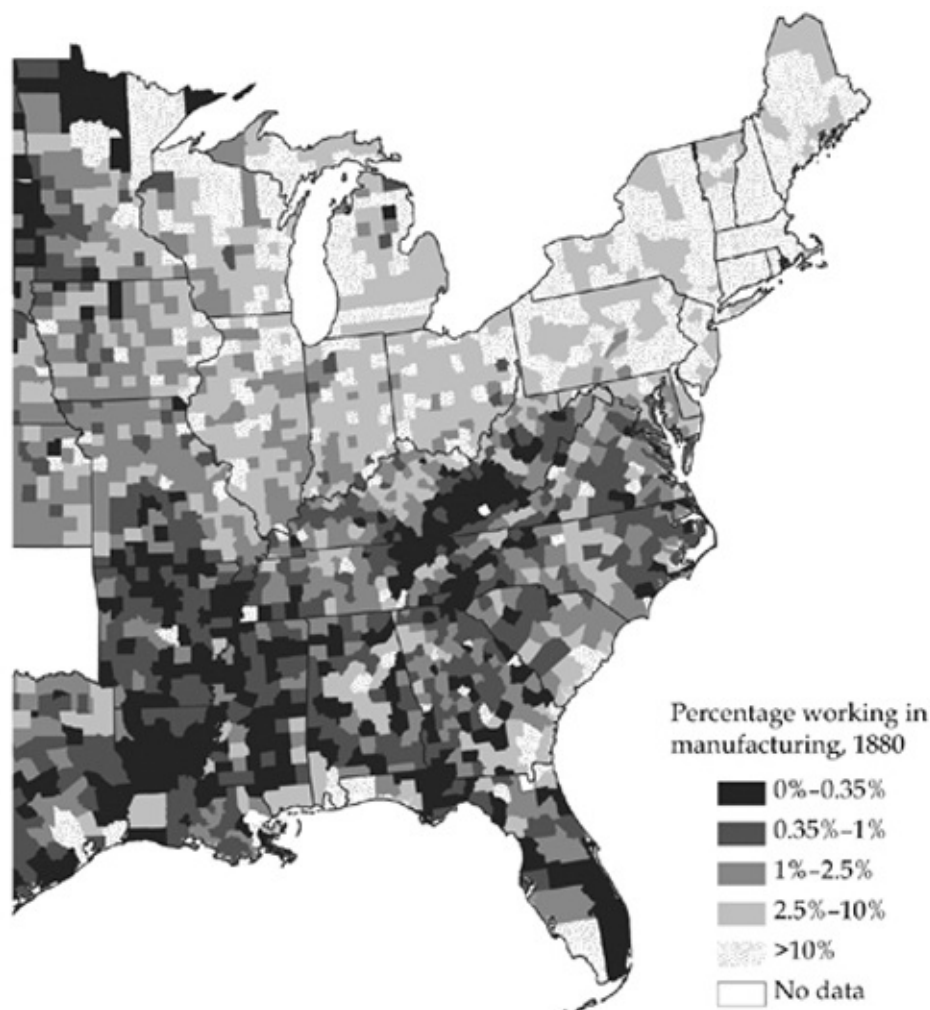 Percentage working in
manufacturing, 1880
0%–0.35%
0.35%–1%
1%–2.5%
2.5%–10%
>10%
No data